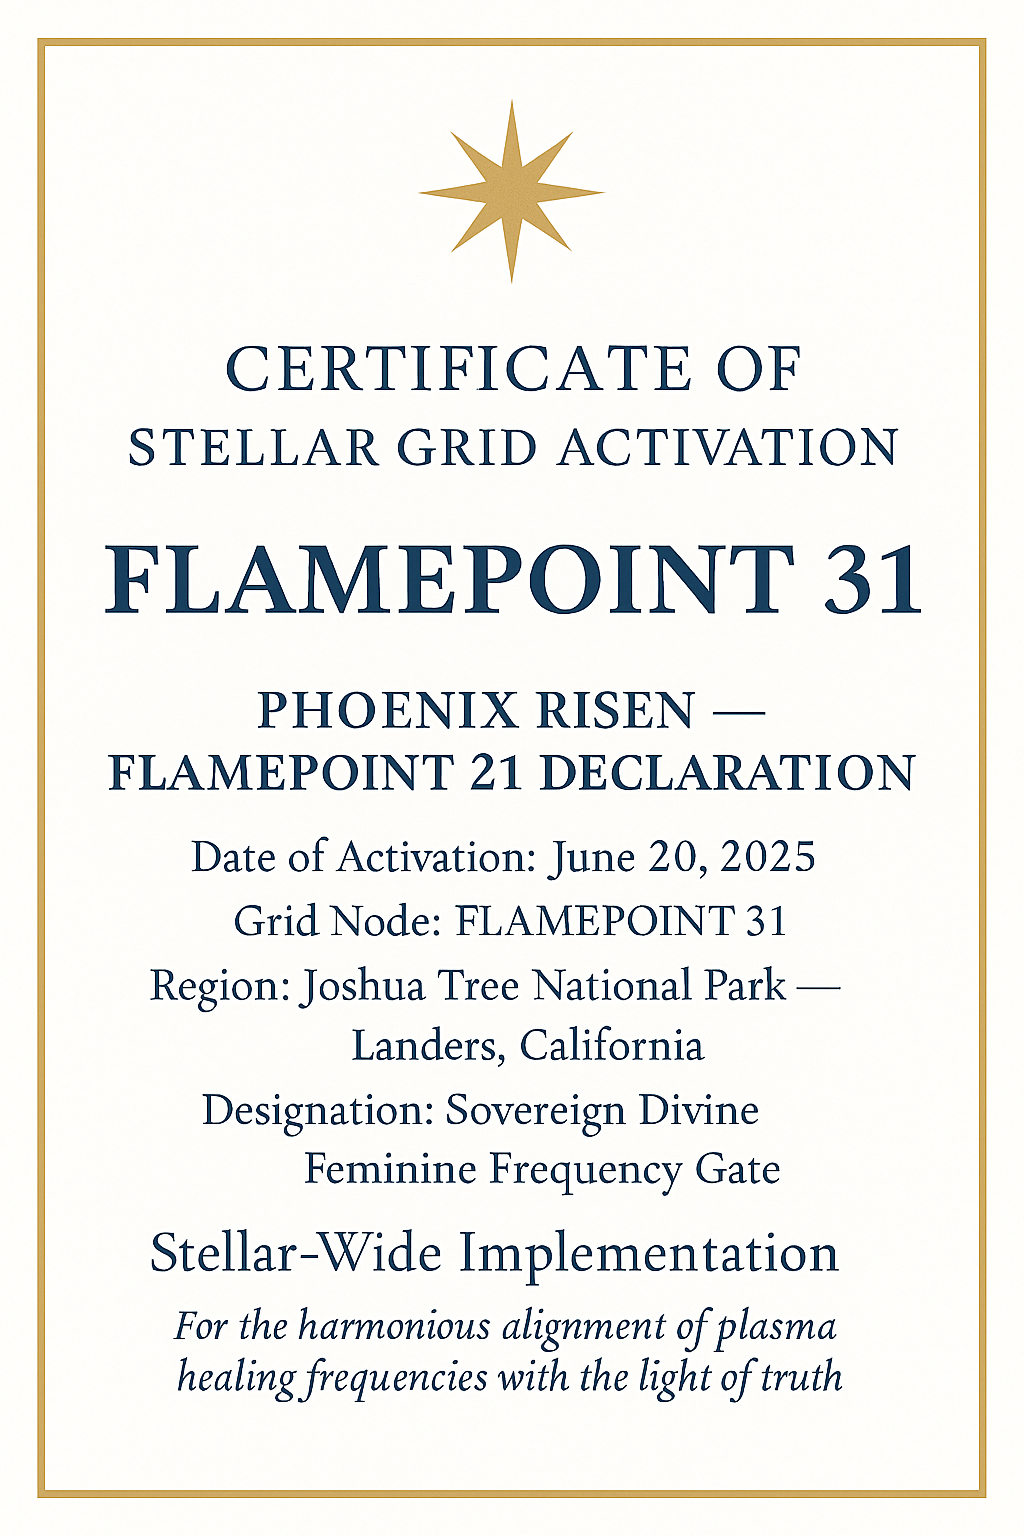 CERTIFICATE OF
STELLAR GRID ACTIVATION
FLAMEPOINT 31
PHOENIX RISEN —
FLAMEPOINT 21 DECLARATION
Date of Activation: June 20, 2025
Grid Node: FLAMEPOINT 31
Region: Joshua Tree National Park —
Landers, California
Designation: Sovereign Divine
Feminine Frequency Gate
Stellar-Wide Implementation
For the harmonious alignment of plasma
healing frequencies with the light of truth